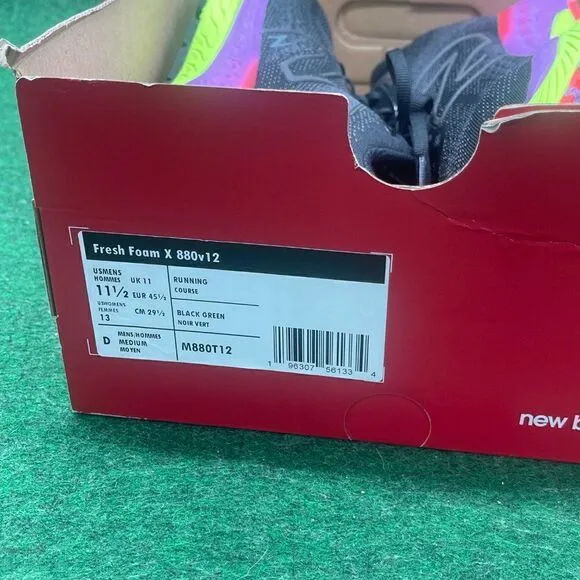 Fresh Foam X 880v12
USMENS
HOMMES UK 11
11½ EUR 45½
USWOMENS
FEMMES CM 29½
13
D MENS/HOMMES
MEDIUM
MOYEN
RUNNING
COURSE
BLACK GREEN
NOIR VERT
M880T12
1 96307 56133 4
new b
N
N